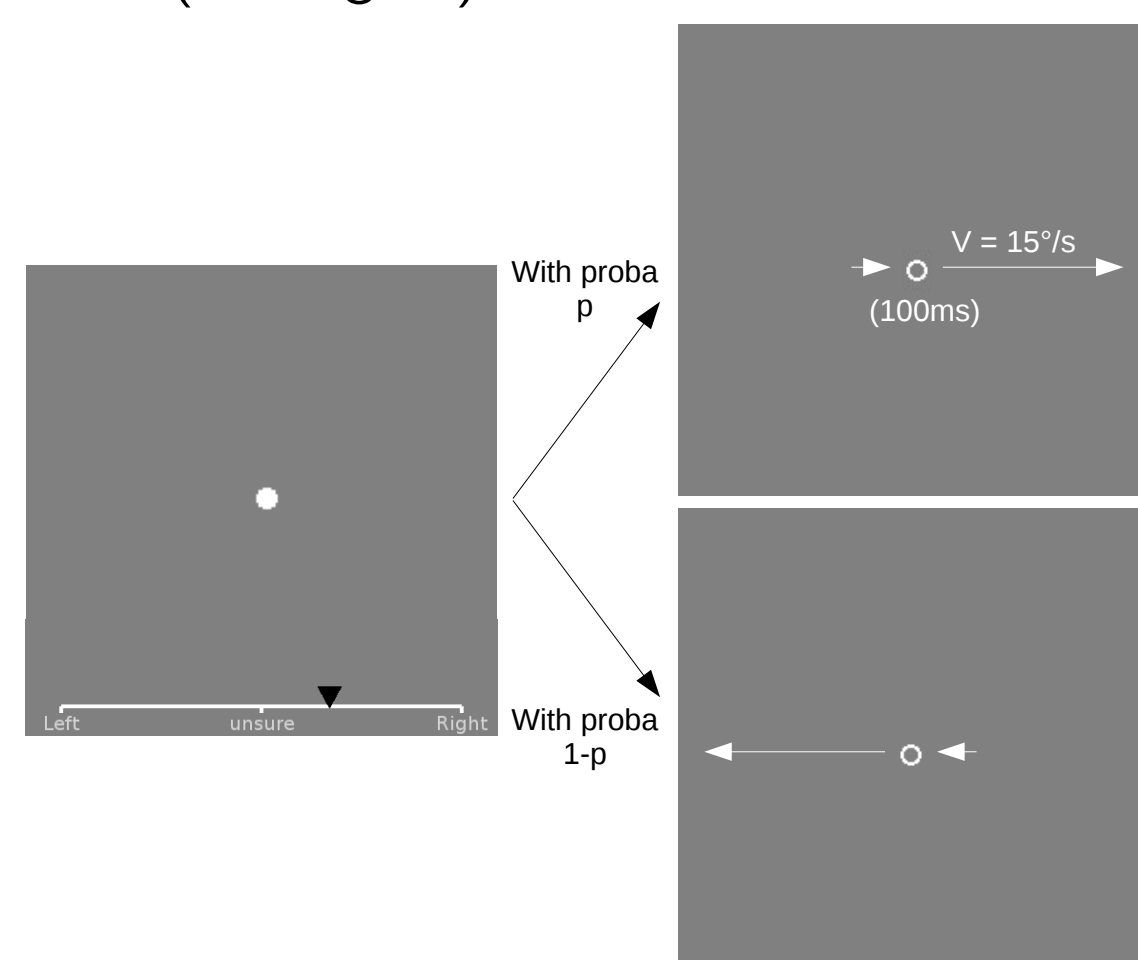 With proba
p
V = 15°/s
(100ms)
Left
unsure
Right
With proba
1-p